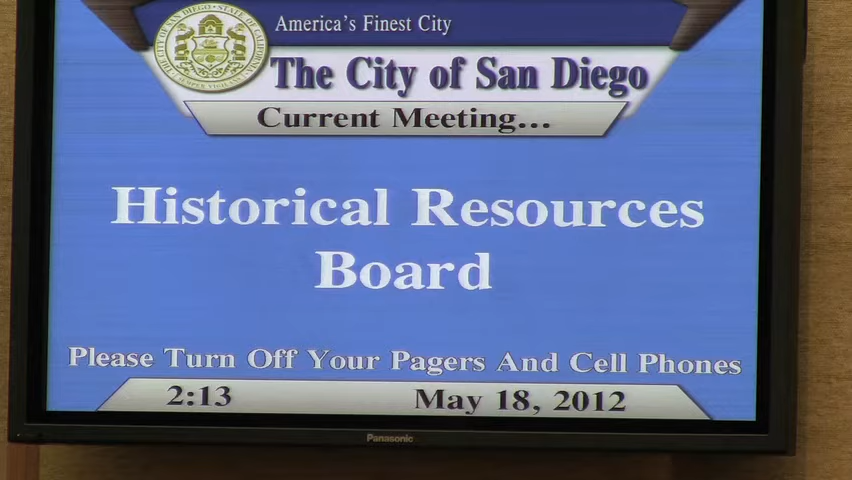 America's Finest City
The City of San Diego
Current Meeting...
Historical Resources
Board
Please Turn Off Your Pagers And Cell Phones
2:13 May 18, 2012
Panasonic